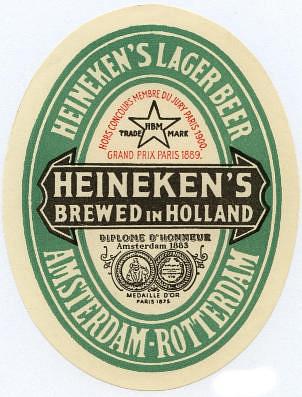 HEINEKEN'S LAGER BEER
HORS CONCOURS MEMBRE DU JURY PARIS 1900.
HBM
TRADE MARK
GRAND PRIX PARIS 1889.
HEINEKEN'S
BREWED IN HOLLAND
DIPLOME D'HONNEUR
Amsterdam 1883
MEDAILLE D'OR
PARIS 1875
AMSTERDAM-ROTTERDAM